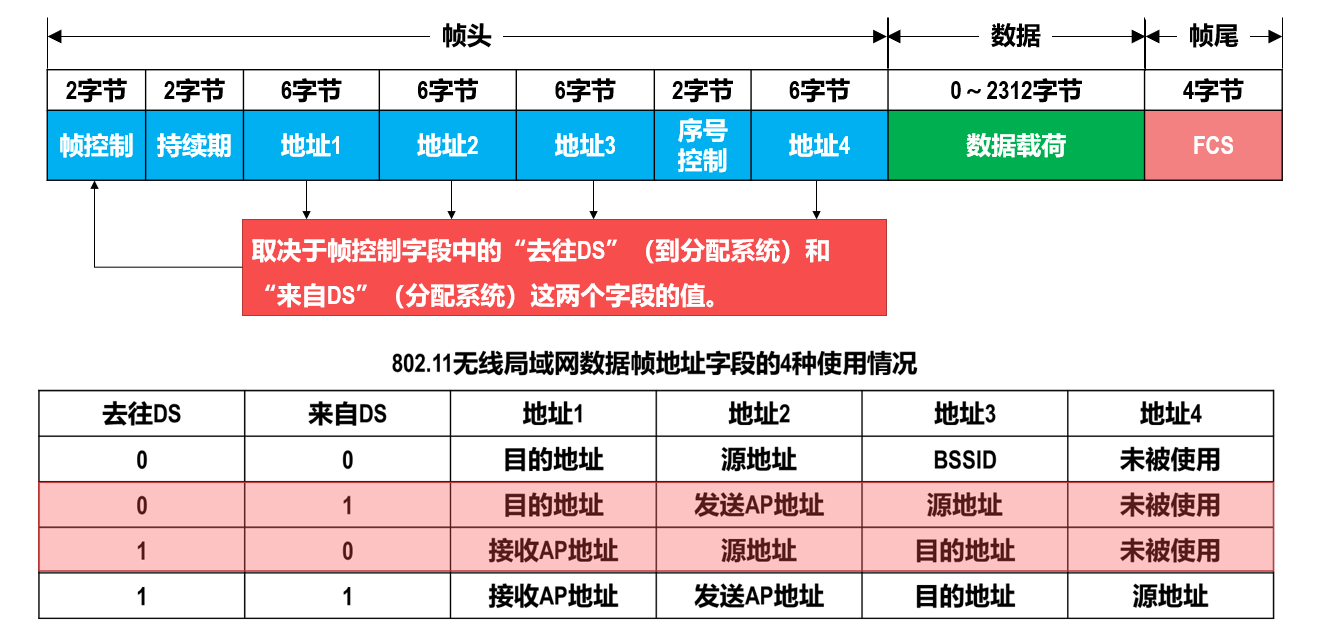 帧头 数据 帧尾
2字节 2字节 6字节 6字节 6字节 2字节 6字节 0～2312字节 4字节
帧控制 持续期 地址1 地址2 地址3 序号 地址4 数据载荷 FCS
控制
取决于帧控制字段中的“去往DS”（到分配系统）和
“来自DS”（分配系统）这两个字段的值。
802.11无线局域网数据帧地址字段的4种使用情况
去往DS 来自DS 地址1 地址2 地址3 地址4
0 0 目的地址 源地址 BSSID 未被使用
0 1 目的地址 发送AP地址 源地址 未被使用
1 0 接收AP地址 源地址 目的地址 未被使用
1 1 接收AP地址 发送AP地址 目的地址 源地址